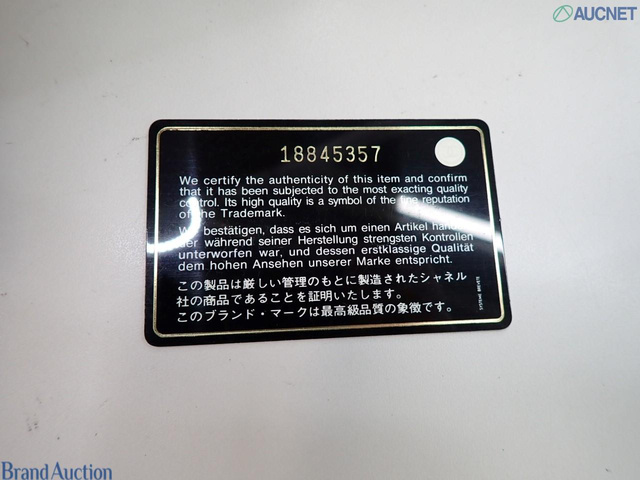 AUCNET
18845357
We certify the authenticity of this item and confirm
that it has been subjected to the most exacting quality
control. Its high quality is a symbol of the fine reputation
of the Trademark.
Wir bestätigen, dass es sich um einen Artikel handelt
der während seiner Herstellung strengsten Kontrollen
unterworfen war, und dessen erstklassige Qualität
dem hohen Ansehen unserer Marke entspricht.
この製品は厳しい管理のもとに製造されたシャネル
社の商品であることを証明いたします。
このブランド・マークは最高級品質の象徴です。
SYSTEME BREVETE
Brand Auction